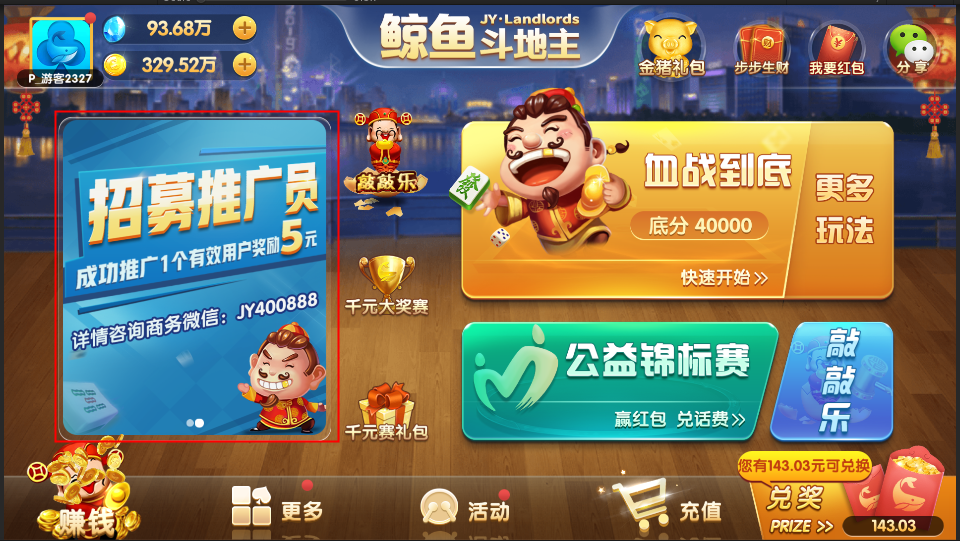 93.68万
329.52万
P_游客2327
鲸鱼
JY·Landlords
斗地主
金猪礼包
步步生财
我要红包
分享
招募推广员
成功推广1个有效用户奖励5元
详情咨询商务微信：JY400888
敲敲乐
千元大奖赛
千元赛礼包
發
血战到底
底分 40000
快速开始>>
更多
玩法
公益锦标赛
赢红包 兑话费>>
敲
敲
乐
赚钱
更多
活动
充值
您有143.03元可兑换
兑奖
PRIZE >>
143.03